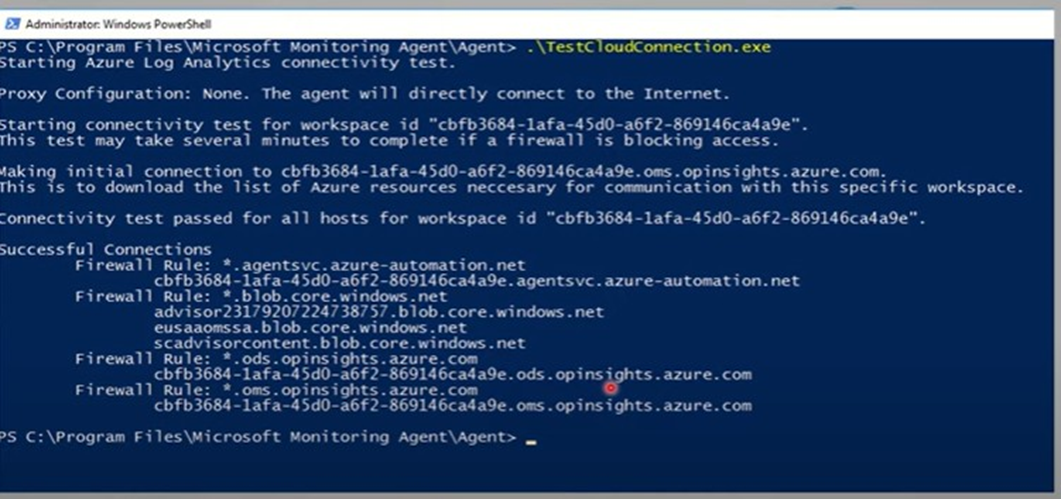 Administrator: Windows PowerShell
PS C:\Program Files\Microsoft Monitoring Agent\Agent> .\TestCloudConnection.exe
Starting Azure Log Analytics connectivity test.
Proxy Configuration: None. The agent will directly connect to the Internet.
Starting connectivity test for workspace id "cbfb3684-1afa-45d0-a6f2-869146ca4a9e".
This test may take several minutes to complete if a firewall is blocking access.
Making initial connection to cbfb3684-1afa-45d0-a6f2-869146ca4a9e.oms.opinsights.azure.com.
This is to download the list of Azure resources neccesary for communication with this specific workspace.
Connectivity test passed for all hosts for workspace id "cbfb3684-1afa-45d0-a6f2-869146ca4a9e".
Successful Connections
Firewall Rule: *.agentsvc.azure-automation.net
cbfb3684-1afa-45d0-a6f2-869146ca4a9e.agentsvc.azure-automation.net
Firewall Rule: *.blob.core.windows.net
advisor23179207224738757.blob.core.windows.net
eusaaomssa.blob.core.windows.net
scadvisorcontent.blob.core.windows.net
Firewall Rule: *.ods.opinsights.azure.com
cbfb3684-1afa-45d0-a6f2-869146ca4a9e.ods.opinsights.azure.com
Firewall Rule: *.oms.opinsights.azure.com
cbfb3684-1afa-45d0-a6f2-869146ca4a9e.oms.opinsights.azure.com
PS C:\Program Files\Microsoft Monitoring Agent\Agent> _